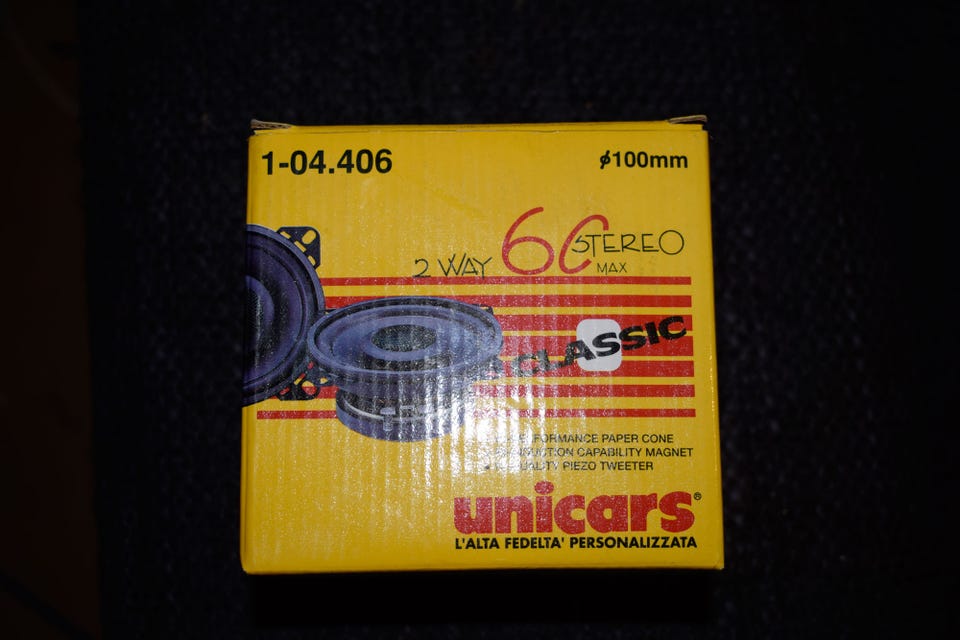 1-04.406
ϕ100mm
2 WAY 60 STEREO
MAX
CLASSIC
PAPER CONE
CAPABILITY MAGNET
PIEZO TWEETER
unicars®
L'ALTA FEDELTA' PERSONALIZZATA